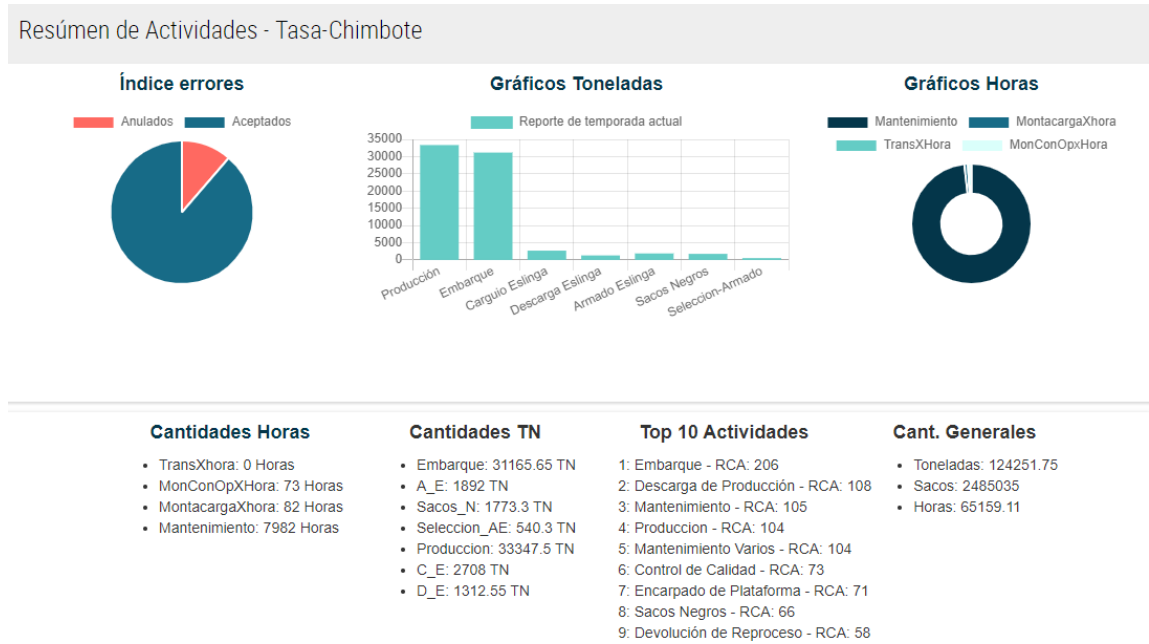 Resúmen de Actividades - Tasa-Chimbote
Índice errores
Anulados Aceptados
Gráficos Toneladas
Reporte de temporada actual
35000
30000
25000
20000
15000
10000
5000
0
Producción
Embarque
Carguio Eslinga
Descarga Eslinga
Armado Eslinga
Sacos Negros
Seleccion-Armado
Gráficos Horas
Mantenimiento MontacargaXhora
TransXHora MonConOpxHora
Cantidades Horas
TransXhora: 0 Horas
MonConOpXHora: 73 Horas
MontacargaXhora: 82 Horas
Mantenimiento: 7982 Horas
Cantidades TN
Embarque: 31165.65 TN
A_E: 1892 TN
Sacos_N: 1773.3 TN
Seleccion_AE: 540.3 TN
Produccion: 33347.5 TN
C_E: 2708 TN
D_E: 1312.55 TN
Top 10 Actividades
1: Embarque - RCA: 206
2: Descarga de Producción - RCA: 108
3: Mantenimiento - RCA: 105
4: Produccion - RCA: 104
5: Mantenimiento Varios - RCA: 104
6: Control de Calidad - RCA: 73
7: Encarpado de Plataforma - RCA: 71
8: Sacos Negros - RCA: 66
9: Devolución de Reproceso - RCA: 58
Cant. Generales
Toneladas: 124251.75
Sacos: 2485035
Horas: 65159.11